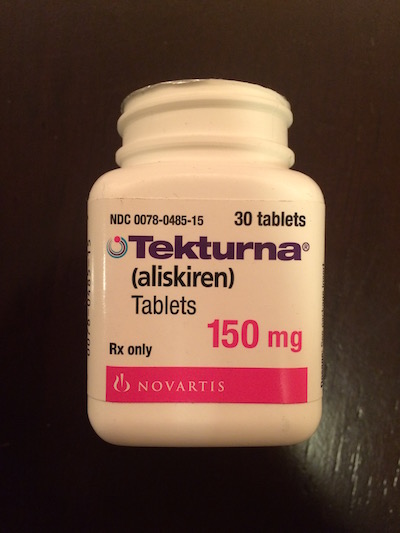 NDC 0078-0485-15 30 tablets
Tekturna®
(aliskiren)
Tablets
150 mg
Rx only
NOVARTIS